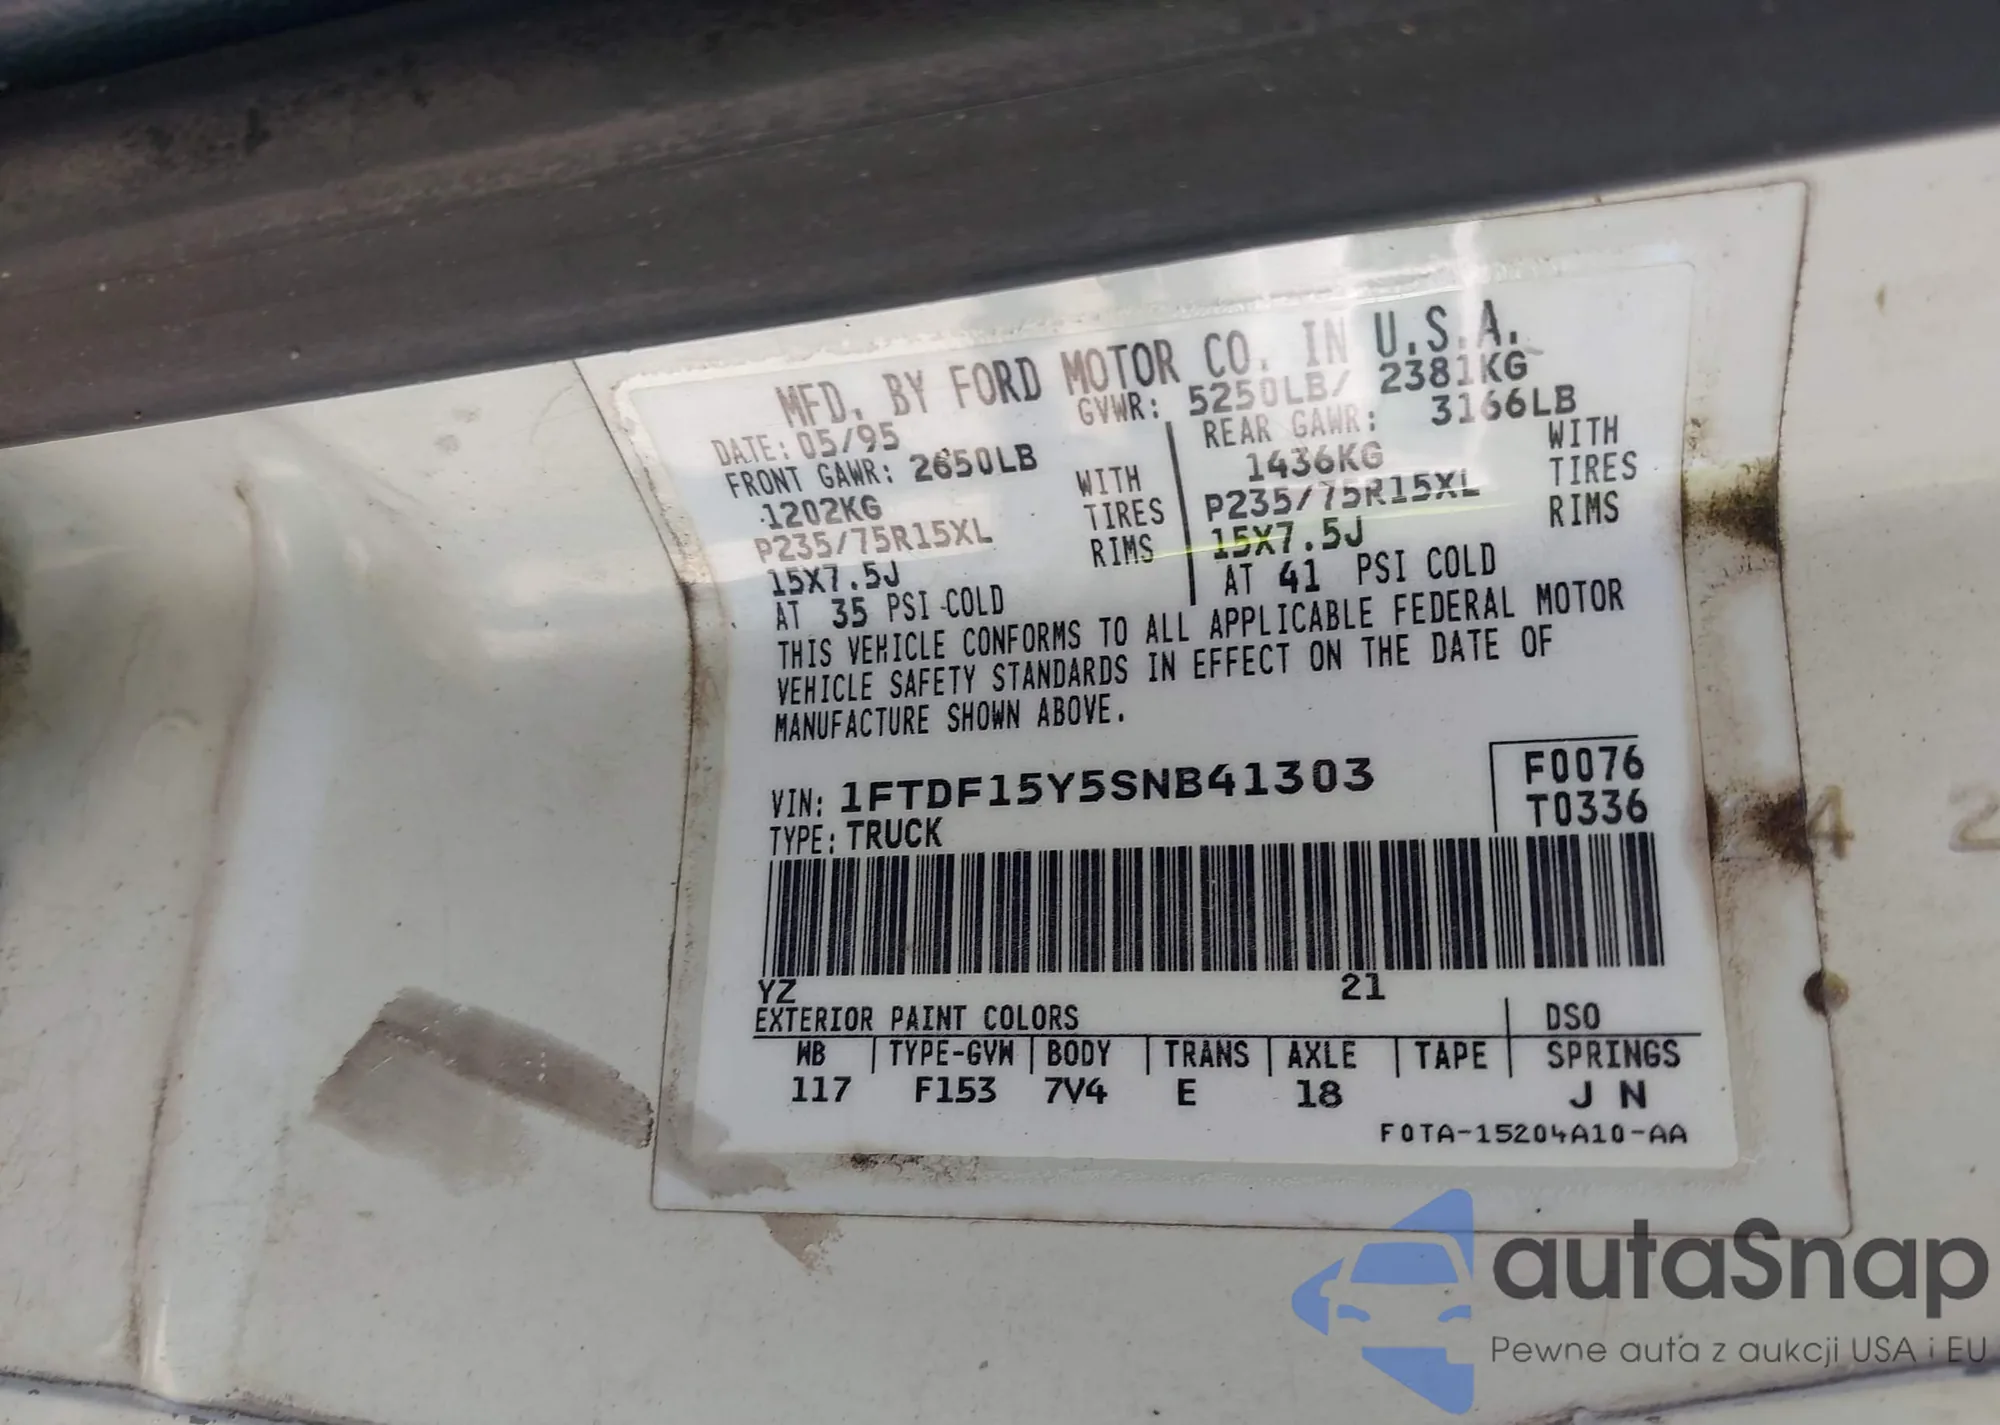 MFD. BY FORD MOTOR CO. IN U.S.A.
DATE: 05/95 GVWR: 5250LB/ 2381KG
FRONT GAWR: 2650LB REAR GAWR: 3166LB
1202KG WITH 1436KG WITH
P235/75R15XL TIRES P235/75R15XL TIRES
15X7.5J RIMS 15X7.5J RIMS
AT 35 PSI COLD AT 41 PSI COLD
THIS VEHICLE CONFORMS TO ALL APPLICABLE FEDERAL MOTOR
VEHICLE SAFETY STANDARDS IN EFFECT ON THE DATE OF
MANUFACTURE SHOWN ABOVE.
VIN: 1FTDF15Y5SNB41303 F0076
TYPE: TRUCK T0336
YZ 21
EXTERIOR PAINT COLORS DSO
WB TYPE-GVW BODY TRANS AXLE TAPE SPRINGS
117 F153 7V4 E 18 J N
F0TA-15204A10-AA
4 2
autaSnap
Pewne auta z aukcji USA i EU